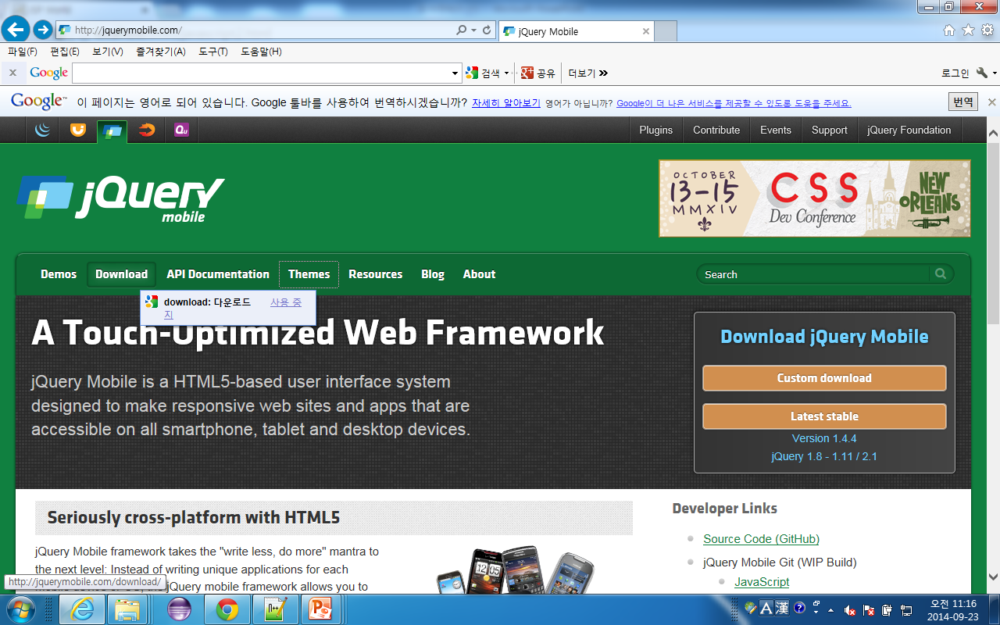 http://jquerymobile.com/
jQuery Mobile
파일(F) 편집(E) 보기(V) 즐겨찾기(A) 도구(T) 도움말(H)
Google 검색 공유 더보기 로그인
Google 이 페이지는 영어로 되어 있습니다. Google 툴바를 사용하여 번역하시겠습니까? 자세히 알아보기 영어가 아닙니까? Google이 더 나은 서비스를 제공할 수 있도록 도움을 주세요. 번역
Plugins Contribute Events Support jQuery Foundation
jQuery
mobile
OCTOBER
13-15
MMXIV
CSS
Dev Conference
NEW
ORLEANS
Demos Download API Documentation Themes Resources Blog About Search
download: 다운로드 사용 중
지
A Touch-Optimized Web Framework
jQuery Mobile is a HTML5-based user interface system
designed to make responsive web sites and apps that are
accessible on all smartphone, tablet and desktop devices.
Download jQuery Mobile
Custom download
Latest stable
Version 1.4.4
jQuery 1.8 - 1.11 / 2.1
Seriously cross-platform with HTML5
jQuery Mobile framework takes the "write less, do more" mantra to
the next level: Instead of writing unique applications for each
jQuery mobile framework allows you to
Developer Links
Source Code (GitHub)
jQuery Mobile Git (WIP Build)
JavaScript
http://jquerymobile.com/download/
A 漢
오전 11:16
2014-09-23